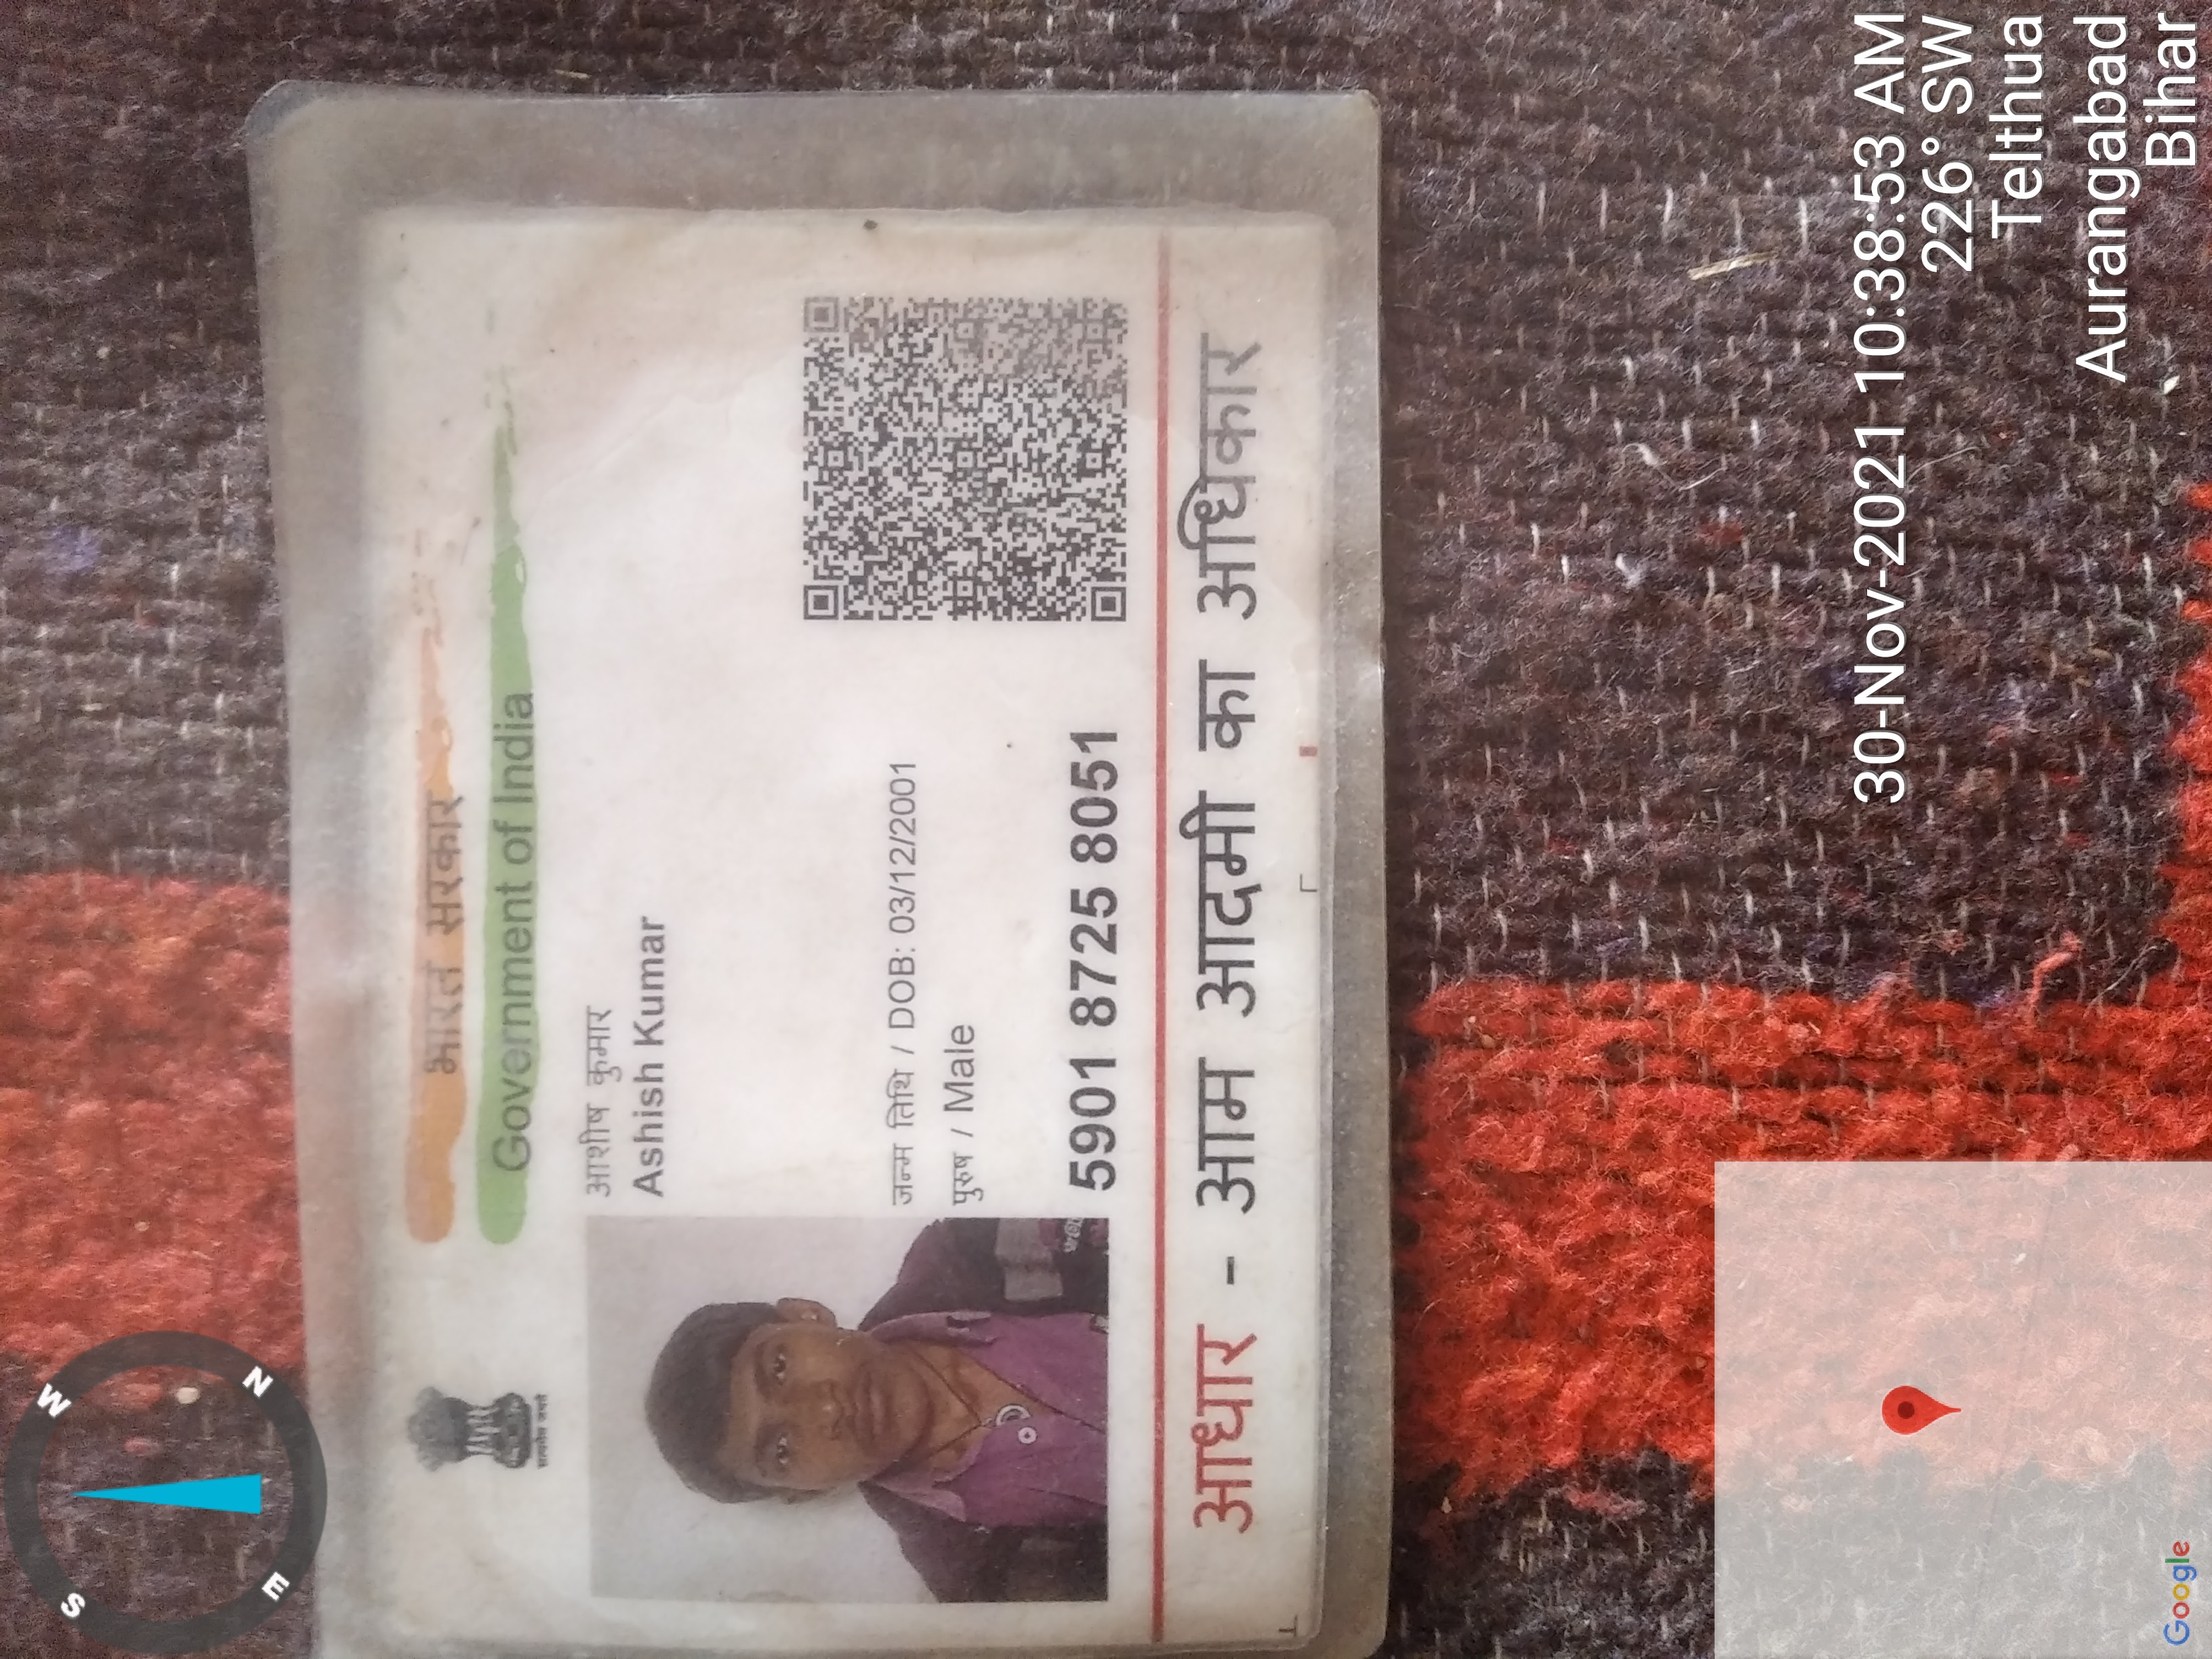 S
W
N
E
भारत सरकार
Government of India
सत्यमेव जयते
आशीष कुमार
Ashish Kumar
जन्म तिथि / DOB: 03/12/2001
पुरुष / Male
5901 8725 8051
आधार - आम आदमी का अधिकार
30-Nov-2021 10:38:53 AM
226° SW
Telthua
Aurangabad
Bihar
Google